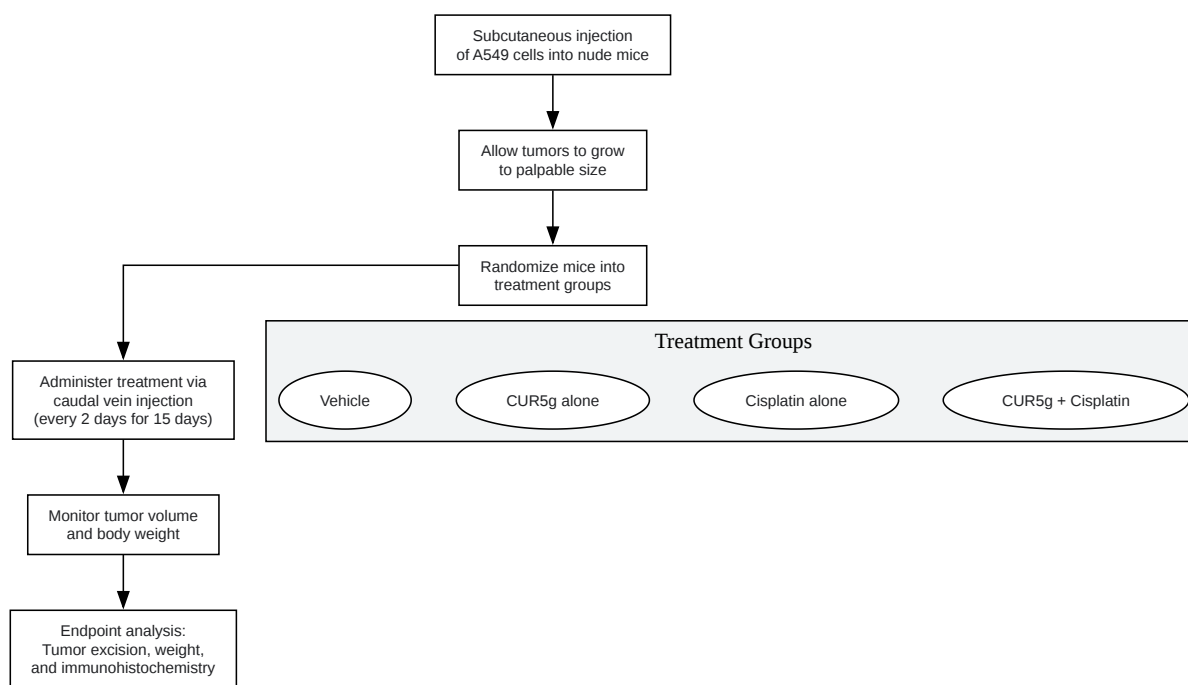 Subcutaneous injection
of A549 cells into nude mice
Allow tumors to grow
to palpable size
Randomize mice into
treatment groups
Treatment Groups
Administer treatment via
caudal vein injection
(every 2 days for 15 days)
Vehicle
CUR5g alone
Cisplatin alone
CUR5g + Cisplatin
Monitor tumor volume
and body weight
Endpoint analysis:
Tumor excision, weight,
and immunohistochemistry